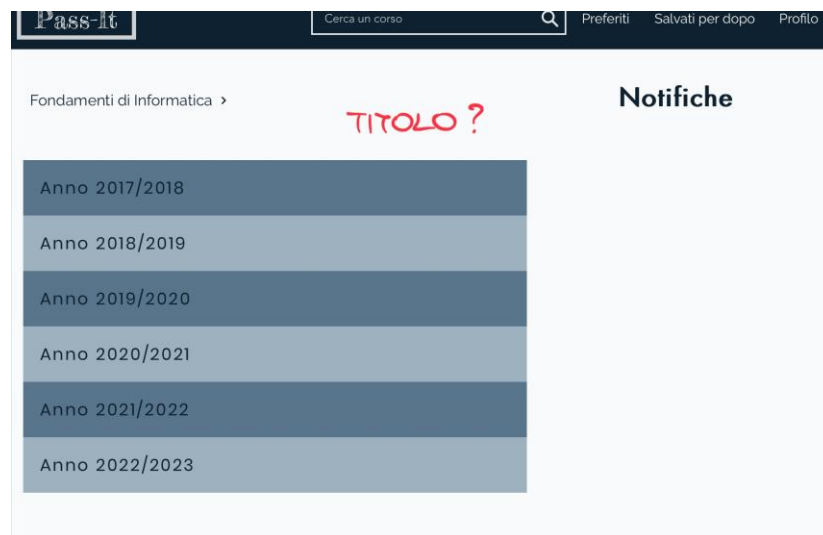 Pass-It
Cerca un corso
Preferiti
Salvati per dopo
Profilo
Fondamenti di Informatica >
TITOLO?
Notifiche
Anno 2017/2018
Anno 2018/2019
Anno 2019/2020
Anno 2020/2021
Anno 2021/2022
Anno 2022/2023